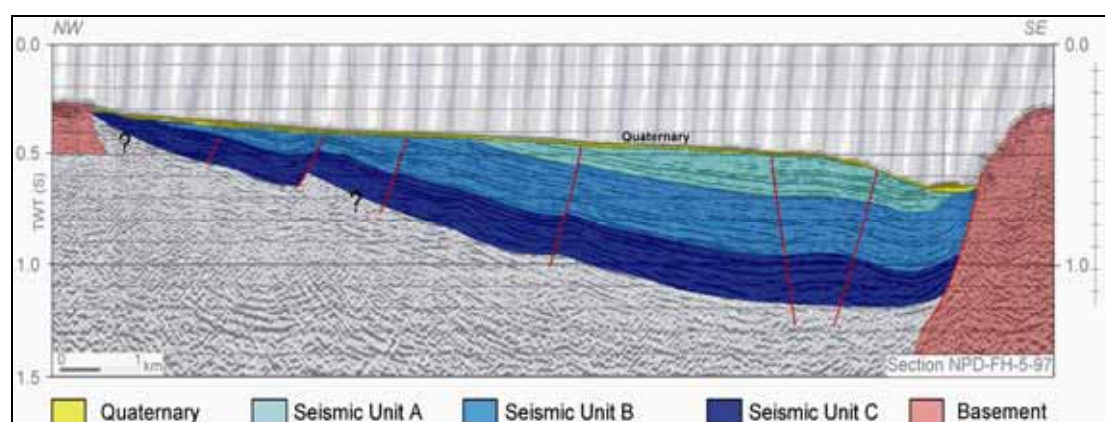 NW SE
0.0 0.0
Quaternary
?
0.5
?
TWT (S)
1.0 1.0
0 1
km
Section NPD-FH-5-97
1.5
Quaternary Seismic Unit A Seismic Unit B Seismic Unit C Basement